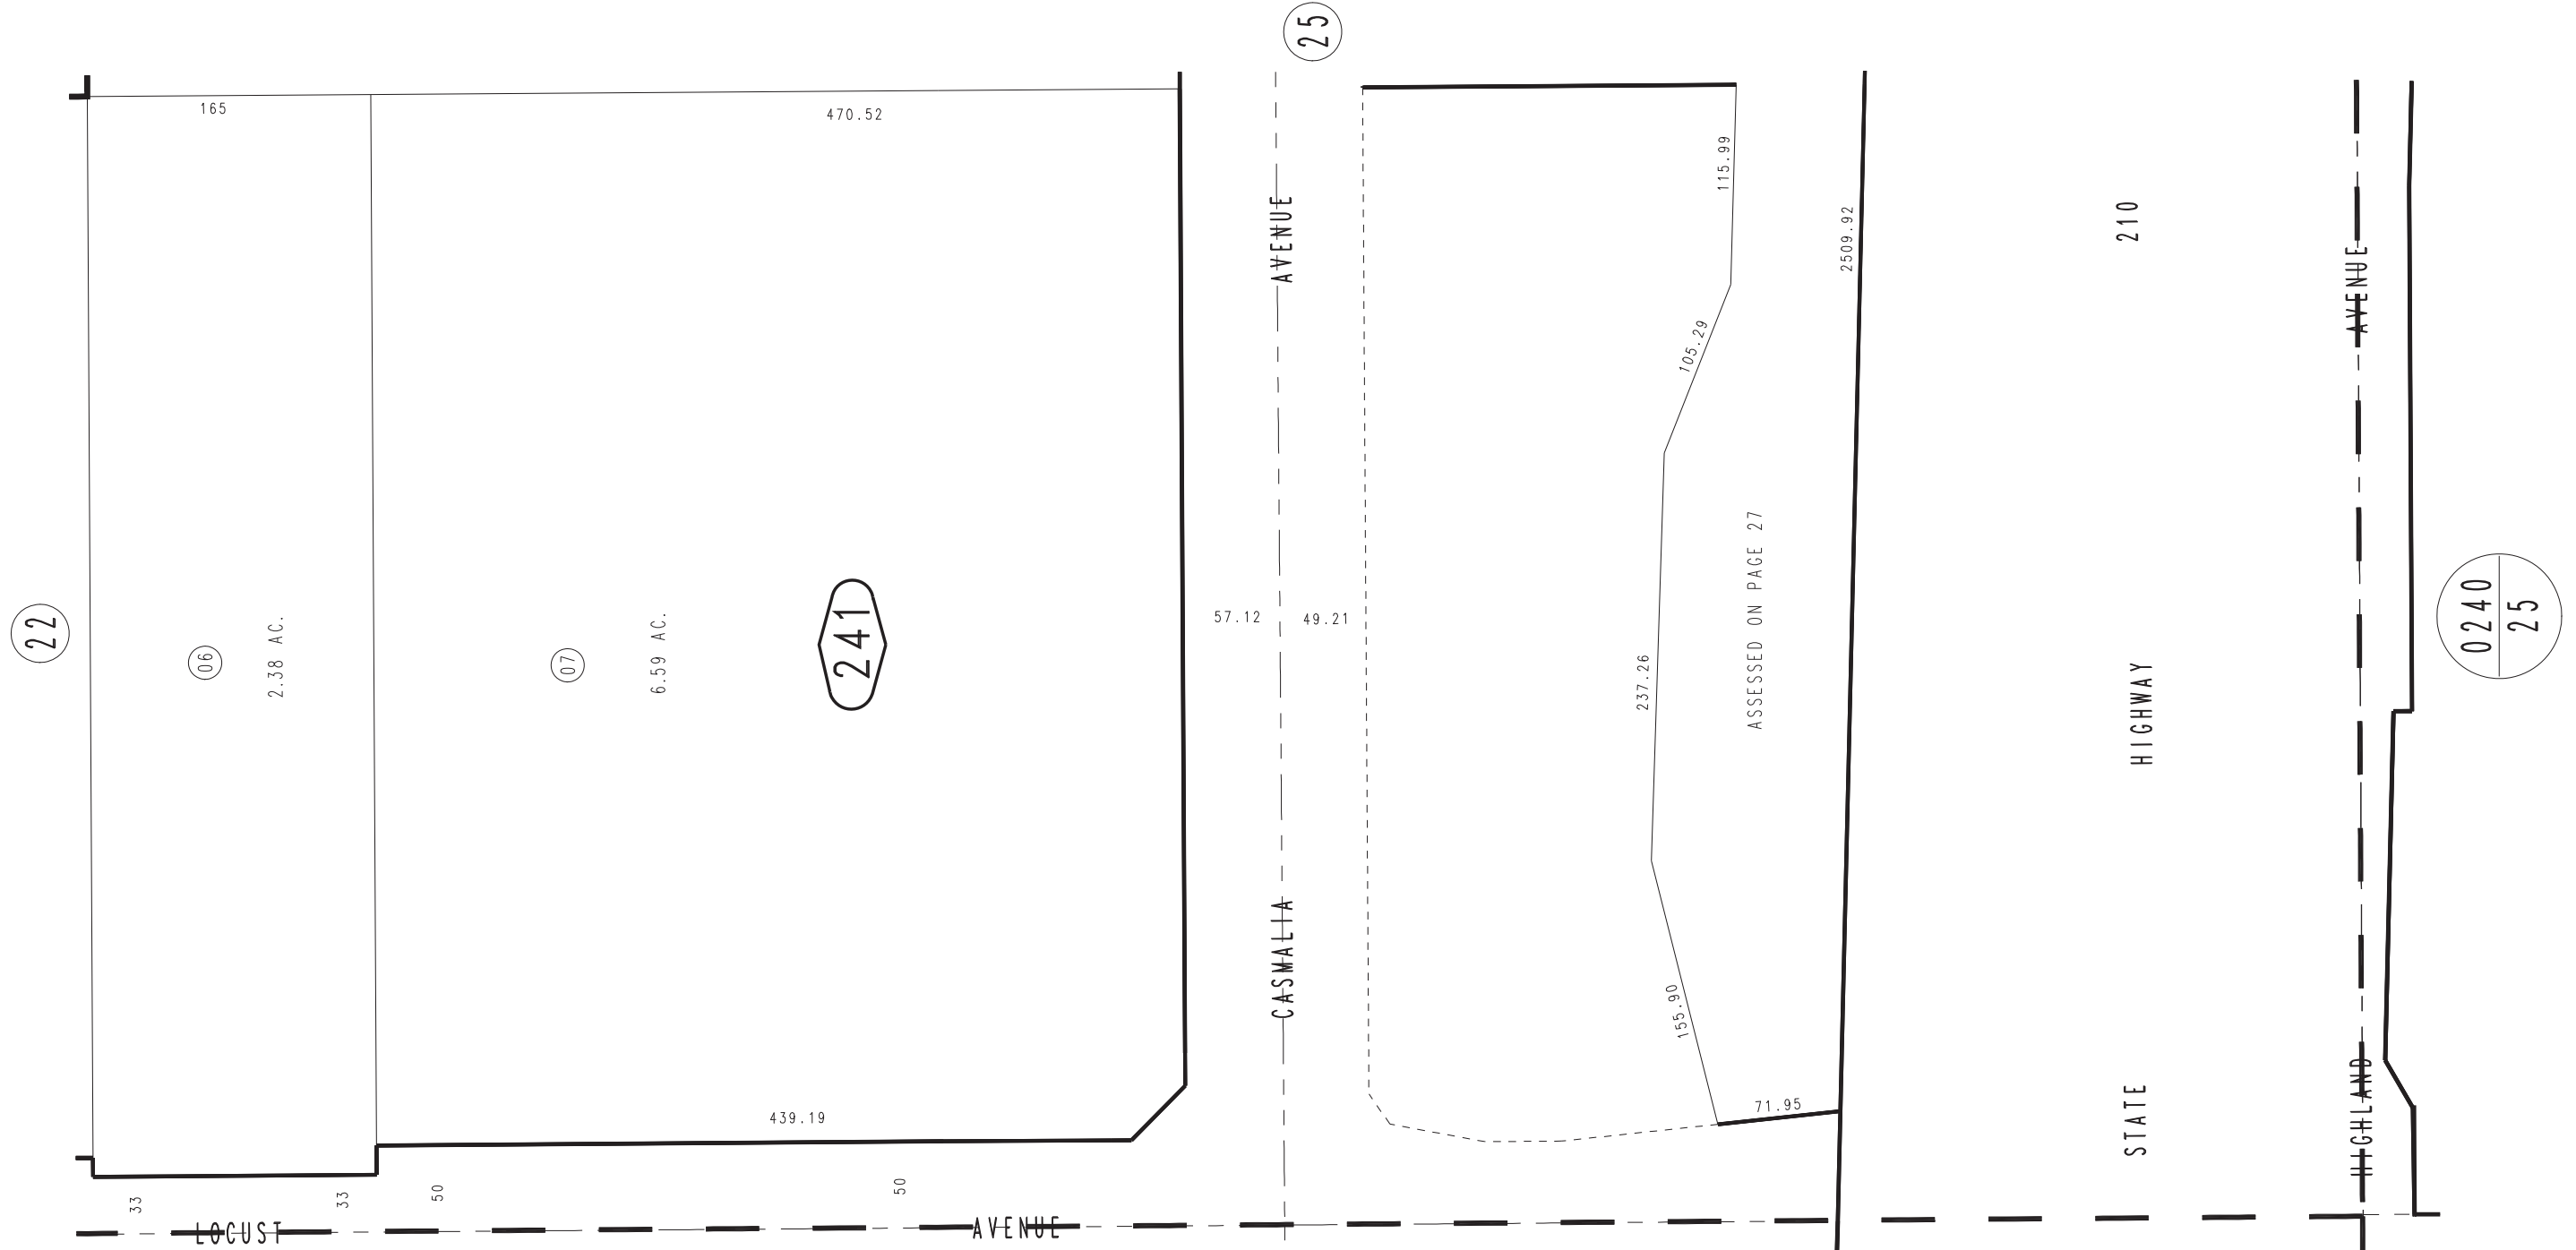 25
165
470.52
115.99
AVENUE
2509.92
210
AVENUE
105.29
ASSESSED ON PAGE 27
22
06
2.38 AC.
07
6.59 AC.
241
57.12
49.21
237.26
HIGHWAY
0240
25
CASMALIA
155.90
71.95
439.19
STATE
HIGHLAND
33
33
50
50
LOCUST
AVENUE